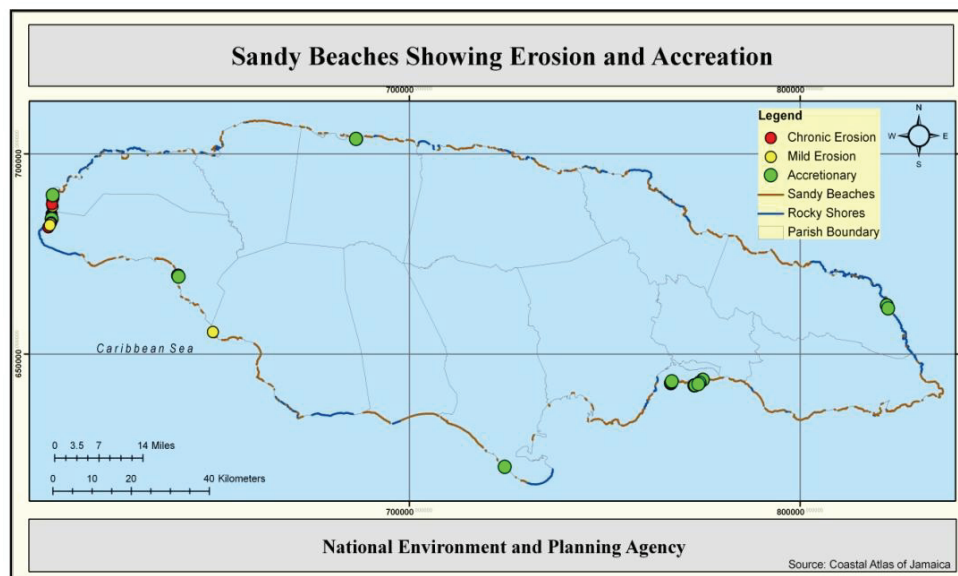 Sandy Beaches Showing Erosion and Accreation
700000
800000
Legend
Chronic Erosion
Mild Erosion
Accretionary
Sandy Beaches
Rocky Shores
Parish Boundary
N
W E
S
700000
650000
Caribbean Sea
0 3.5 7 14 Miles
0 10 20 40 Kilometers
700000
800000
National Environment and Planning Agency
Source: Coastal Atlas of Jamaica